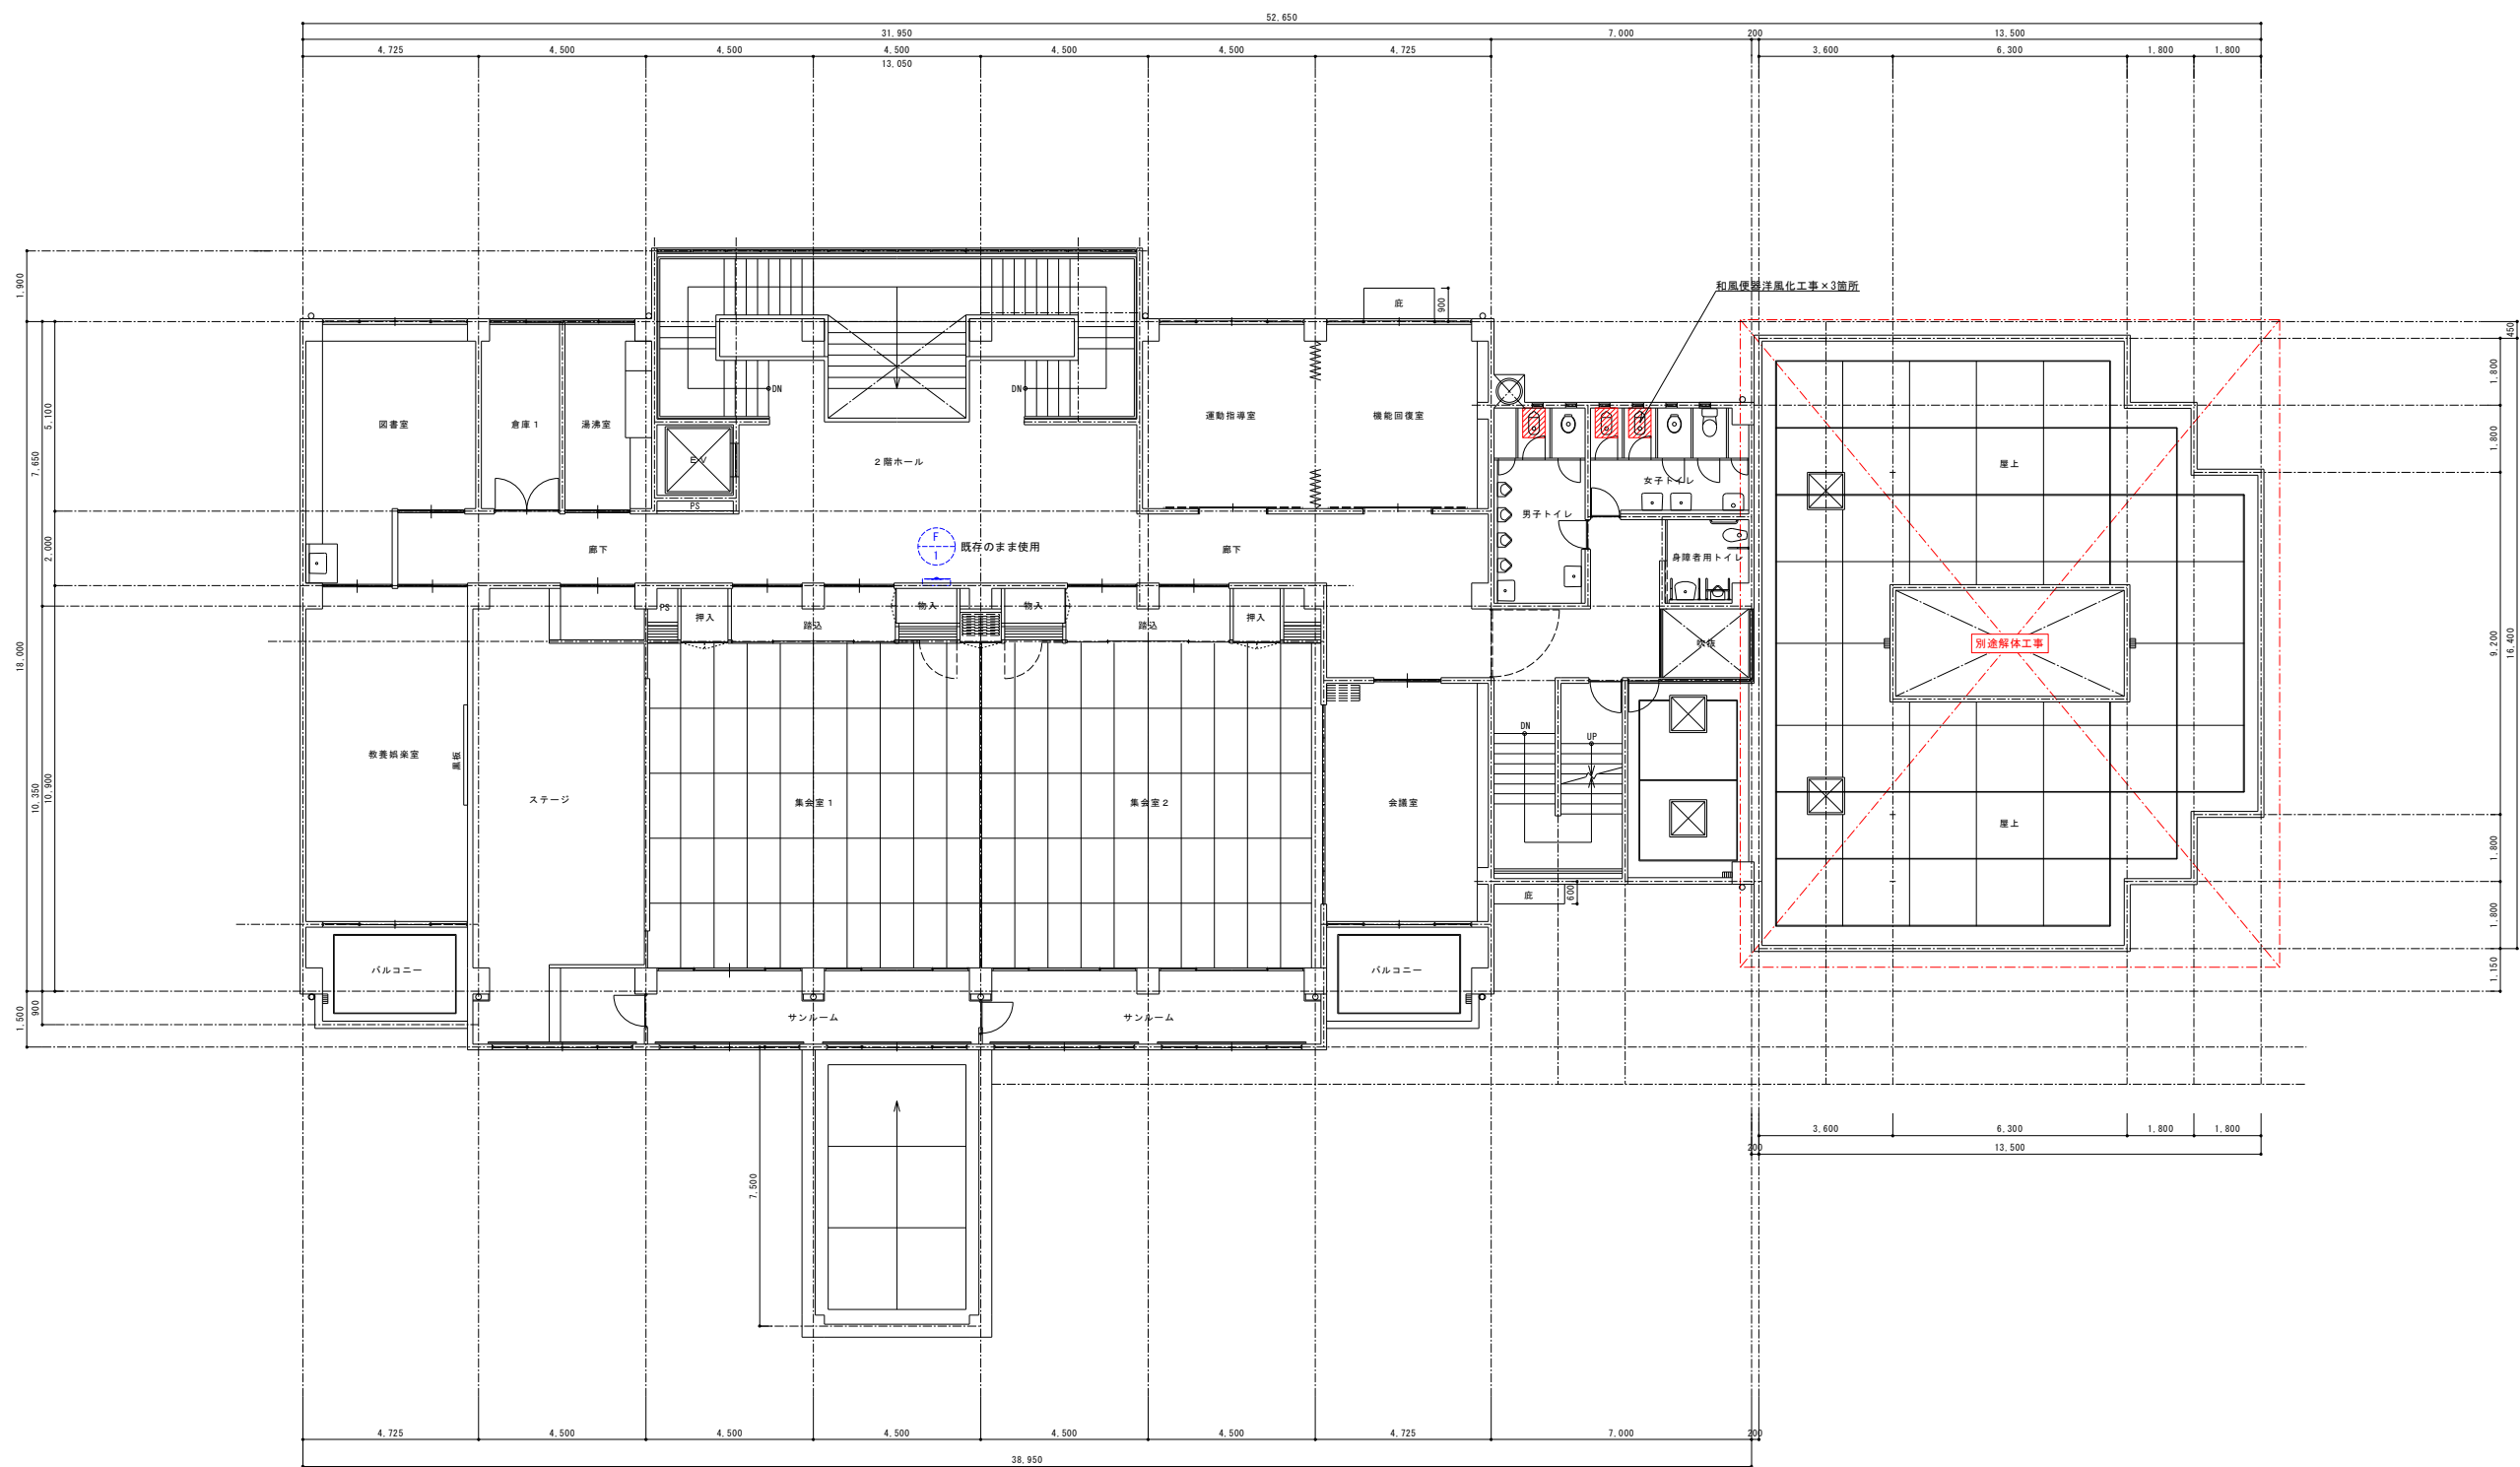 52,650
31,950
7,000
200
13,500
4,725
4,500
4,500
4,500
4,500
4,500
4,725
3,600
6,300
1,800
1,800
13,050
1,900
和風便器洋風化工事×3箇所
庇
900
450
DN
DN
1,800
5,100
図書室
倉庫1
湯沸室
運動指導室
機能回復室
7,650
EV
2階ホール
1,800
屋上
女子トイレ
PS
男子トイレ
2,000
廊下
F
1
既存のまま使用
廊下
身障者用トイレ
PS
押入
踏込
物入
物入
踏込
押入
18,000
吹抜
別途解体工事
9,200
16,400
DN
UP
教養娯楽室
黒板
10,350
10,900
ステージ
集会室1
集会室2
会議室
屋上
1,800
庇
600
1,800
バルコニー
バルコニー
1,150
1,500
900
サンルーム
サンルーム
3,600
6,300
1,800
1,800
200
13,500
7,500
4,725
4,500
4,500
4,500
4,500
4,500
4,725
7,000
200
38,950